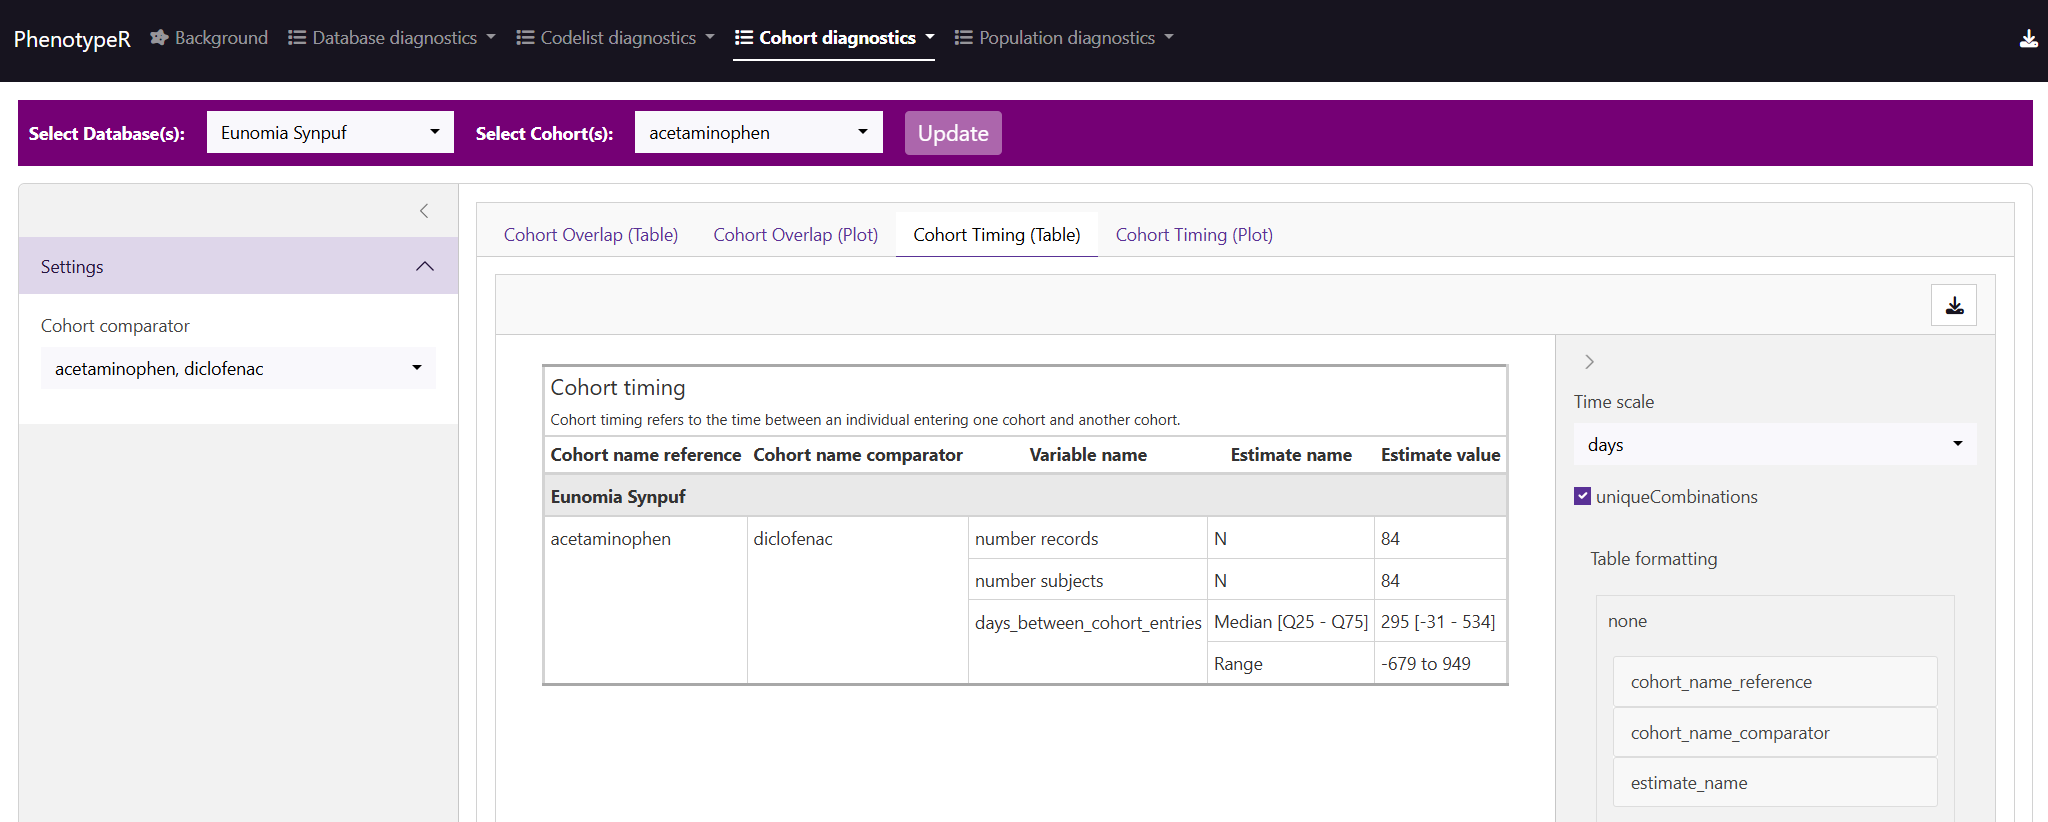 PhenotypeR Background Database diagnostics Codelist diagnostics Cohort diagnostics Population diagnostics
Select Database(s): Eunomia Synpuf Select Cohort(s): acetaminophen Update
Settings
Cohort comparator
acetaminophen, diclofenac
Cohort Overlap (Table) Cohort Overlap (Plot) Cohort Timing (Table) Cohort Timing (Plot)
Cohort timing
Cohort timing refers to the time between an individual entering one cohort and another cohort.
Cohort name reference Cohort name comparator Variable name Estimate name Estimate value
Eunomia Synpuf
acetaminophen diclofenac number records N 84
number subjects N 84
days_between_cohort_entries Median [Q25 - Q75] 295 [-31 - 534]
Range -679 to 949
Time scale
days
uniqueCombinations
Table formatting
none
cohort_name_reference
cohort_name_comparator
estimate_name